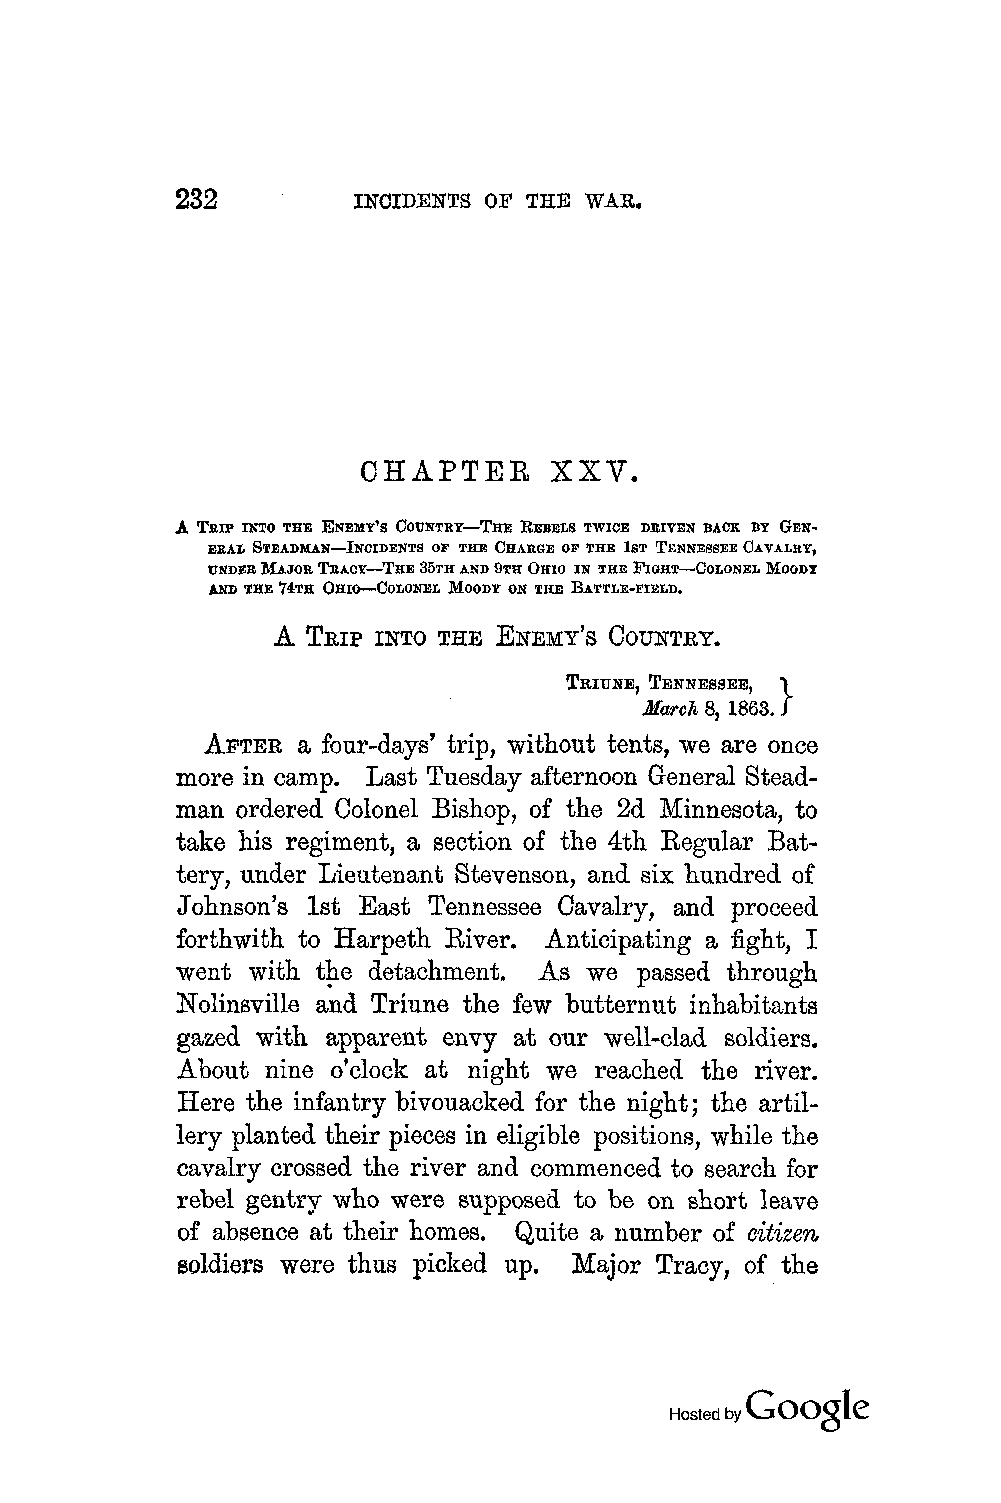 232 INCIDENTS OF THE WAR.
CHAPTER XXV.
A TRIP INTO THE ENEMY'S COUNTRY—THE REBELS TWICE DRIVEN BACK BY GEN-
ERAL STEADMAN—INCIDENTS OF THE CHARGE OF THE 1ST TENNESSEE CAVALRY,
UNDER MAJOR TRACY—THE 35TH AND 9TH OHIO IN THE FIGHT—COLONEL MOODY
AND THE 74TH OHIO—COLONEL MOODY ON THE BATTLE-FIELD.
A TRIP INTO THE ENEMY'S COUNTRY.
TRIUNE, TENNESSEE, }
March 8, 1863.
AFTER a four-days' trip, without tents, we are once
more in camp. Last Tuesday afternoon General Stead-
man ordered Colonel Bishop, of the 2d Minnesota, to
take his regiment, a section of the 4th Regular Bat-
tery, under Lieutenant Stevenson, and six hundred of
Johnson's 1st East Tennessee Cavalry, and proceed
forthwith to Harpeth River. Anticipating a fight, I
went with the detachment. As we passed through
Nolinsville and Triune the few butternut inhabitants
gazed with apparent envy at our well-clad soldiers.
About nine o'clock at night we reached the river.
Here the infantry bivouacked for the night; the artil-
lery planted their pieces in eligible positions, while the
cavalry crossed the river and commenced to search for
rebel gentry who were supposed to be on short leave
of absence at their homes. Quite a number of citizen
soldiers were thus picked up. Major Tracy, of the
Hosted by Google